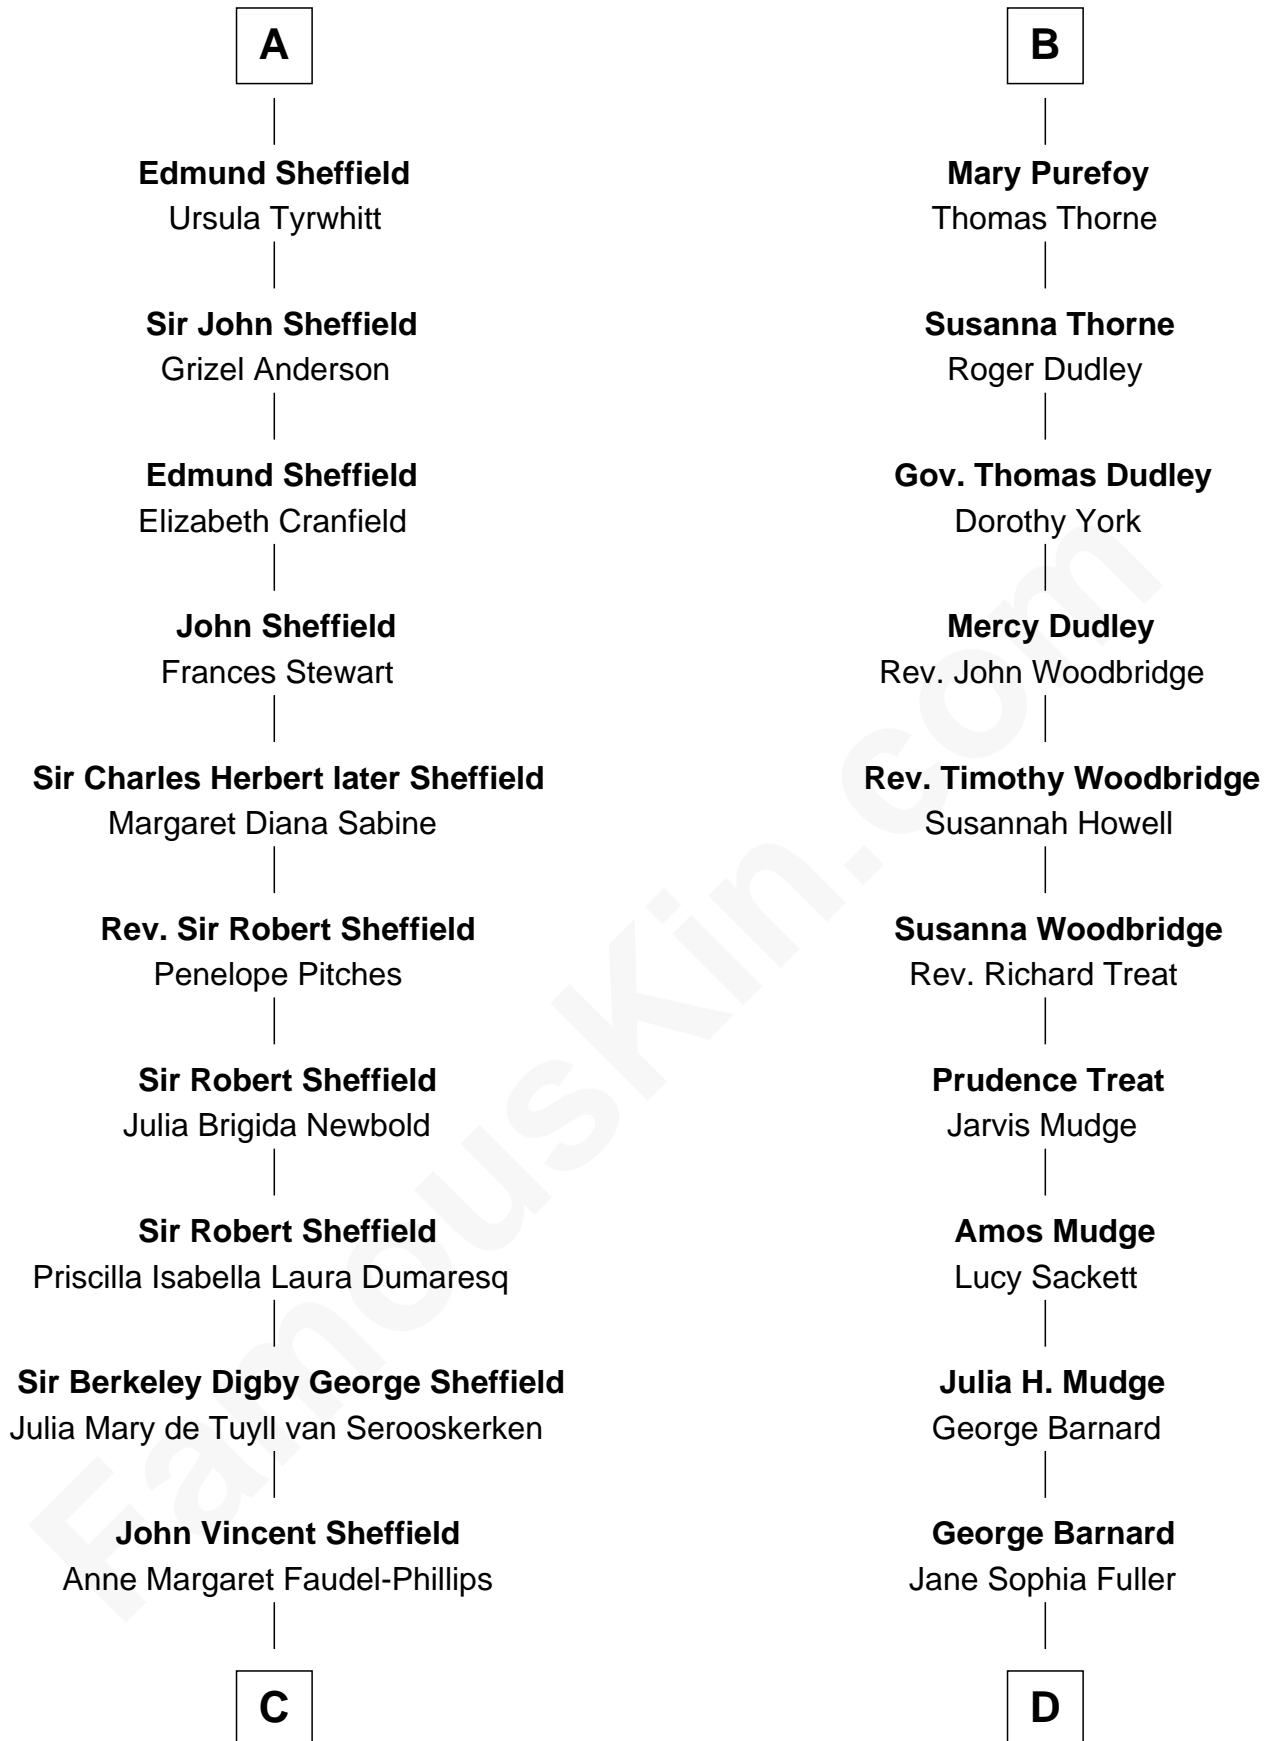 A
Edmund Sheffield
Ursula Tyrwhitt
Sir John Sheffield
Grizel Anderson
Edmund Sheffield
Elizabeth Cranfield
John Sheffield
Frances Stewart
Sir Charles Herbert later Sheffield
Margaret Diana Sabine
Rev. Sir Robert Sheffield
Penelope Pitches
Sir Robert Sheffield
Julia Brigida Newbold
Sir Robert Sheffield
Priscilla Isabella Laura Dumaresq
Sir Berkeley Digby George Sheffield
Julia Mary de Tuyll van Serooskerken
John Vincent Sheffield
Anne Margaret Faudel-Phillips
C
B
Mary Purefoy
Thomas Thorne
Susanna Thorne
Roger Dudley
Gov. Thomas Dudley
Dorothy York
Mercy Dudley
Rev. John Woodbridge
Rev. Timothy Woodbridge
Susannah Howell
Susanna Woodbridge
Rev. Richard Treat
Prudence Treat
Jarvis Mudge
Amos Mudge
Lucy Sackett
Julia H. Mudge
George Barnard
George Barnard
Jane Sophia Fuller
D
FamousKin.com